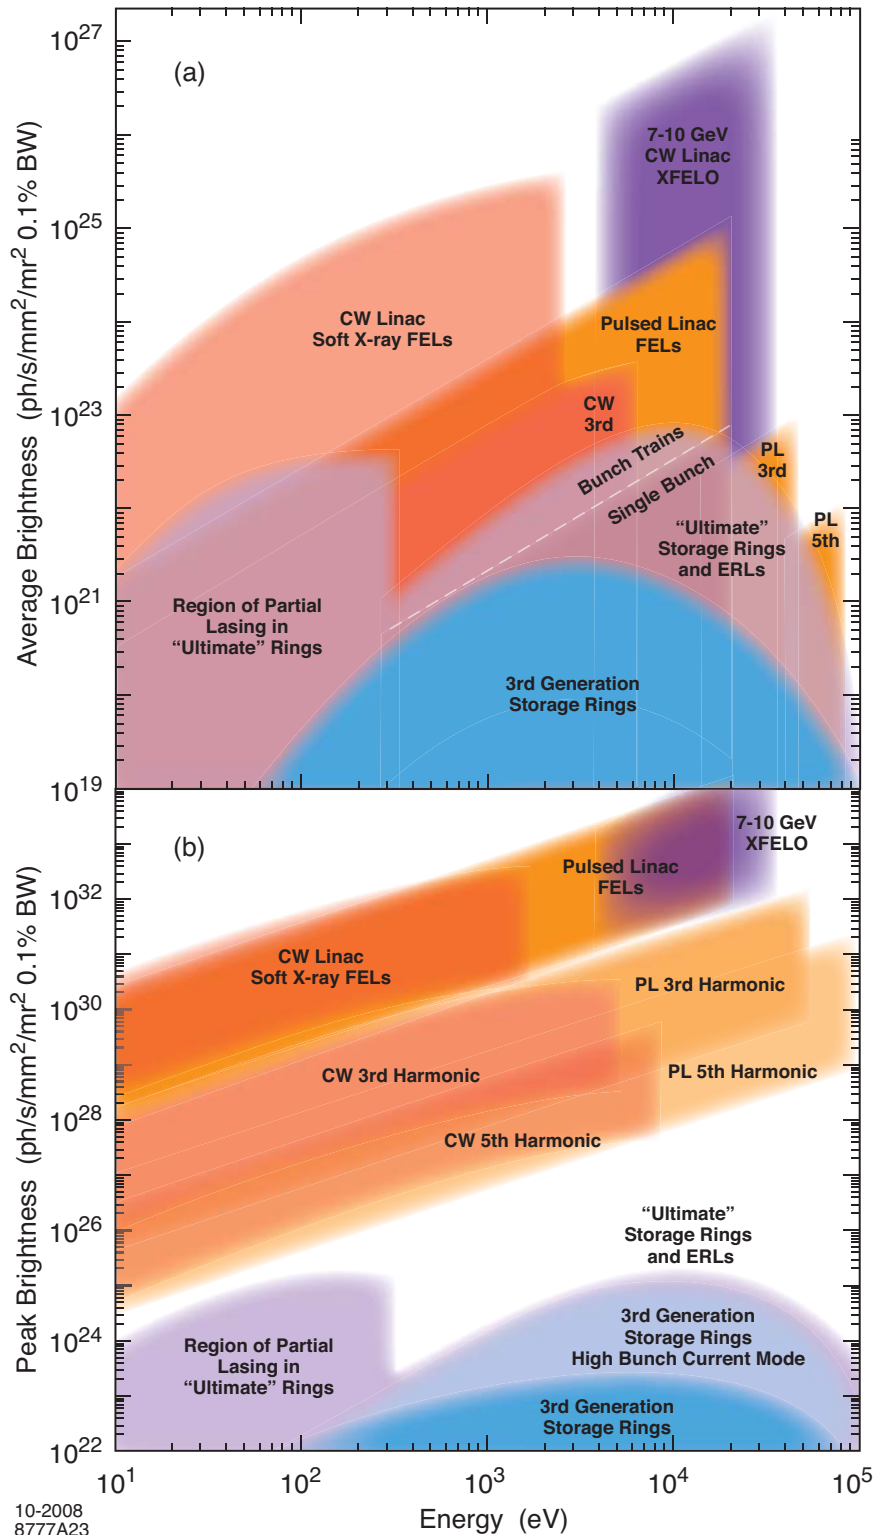 10^27
(a)
7-10 GeV
CW Linac
XFELO
10^25
CW Linac
Soft X-ray FELs
Pulsed Linac
FELs
10^23
CW
3rd
Bunch Trains
Single Bunch
PL
3rd
PL
5th
"Ultimate"
Storage Rings
and ERLs
10^21
Region of Partial
Lasing in
"Ultimate" Rings
3rd Generation
Storage Rings
10^19
Average Brightness (ph/s/mm^2/mr^2 0.1% BW)
(b)
7-10 GeV
XFELO
Pulsed Linac
FELs
10^32
CW Linac
Soft X-ray FELs
PL 3rd Harmonic
10^30
CW 3rd Harmonic
PL 5th Harmonic
10^28
CW 5th Harmonic
10^26
"Ultimate"
Storage Rings
and ERLs
10^24
Region of Partial
Lasing in
"Ultimate" Rings
3rd Generation
Storage Rings
High Bunch Current Mode
3rd Generation
Storage Rings
10^22
Peak Brightness (ph/s/mm^2/mr^2 0.1% BW)
10^1 10^2 10^3 10^4 10^5
Energy (eV)
10-2008
8777A23